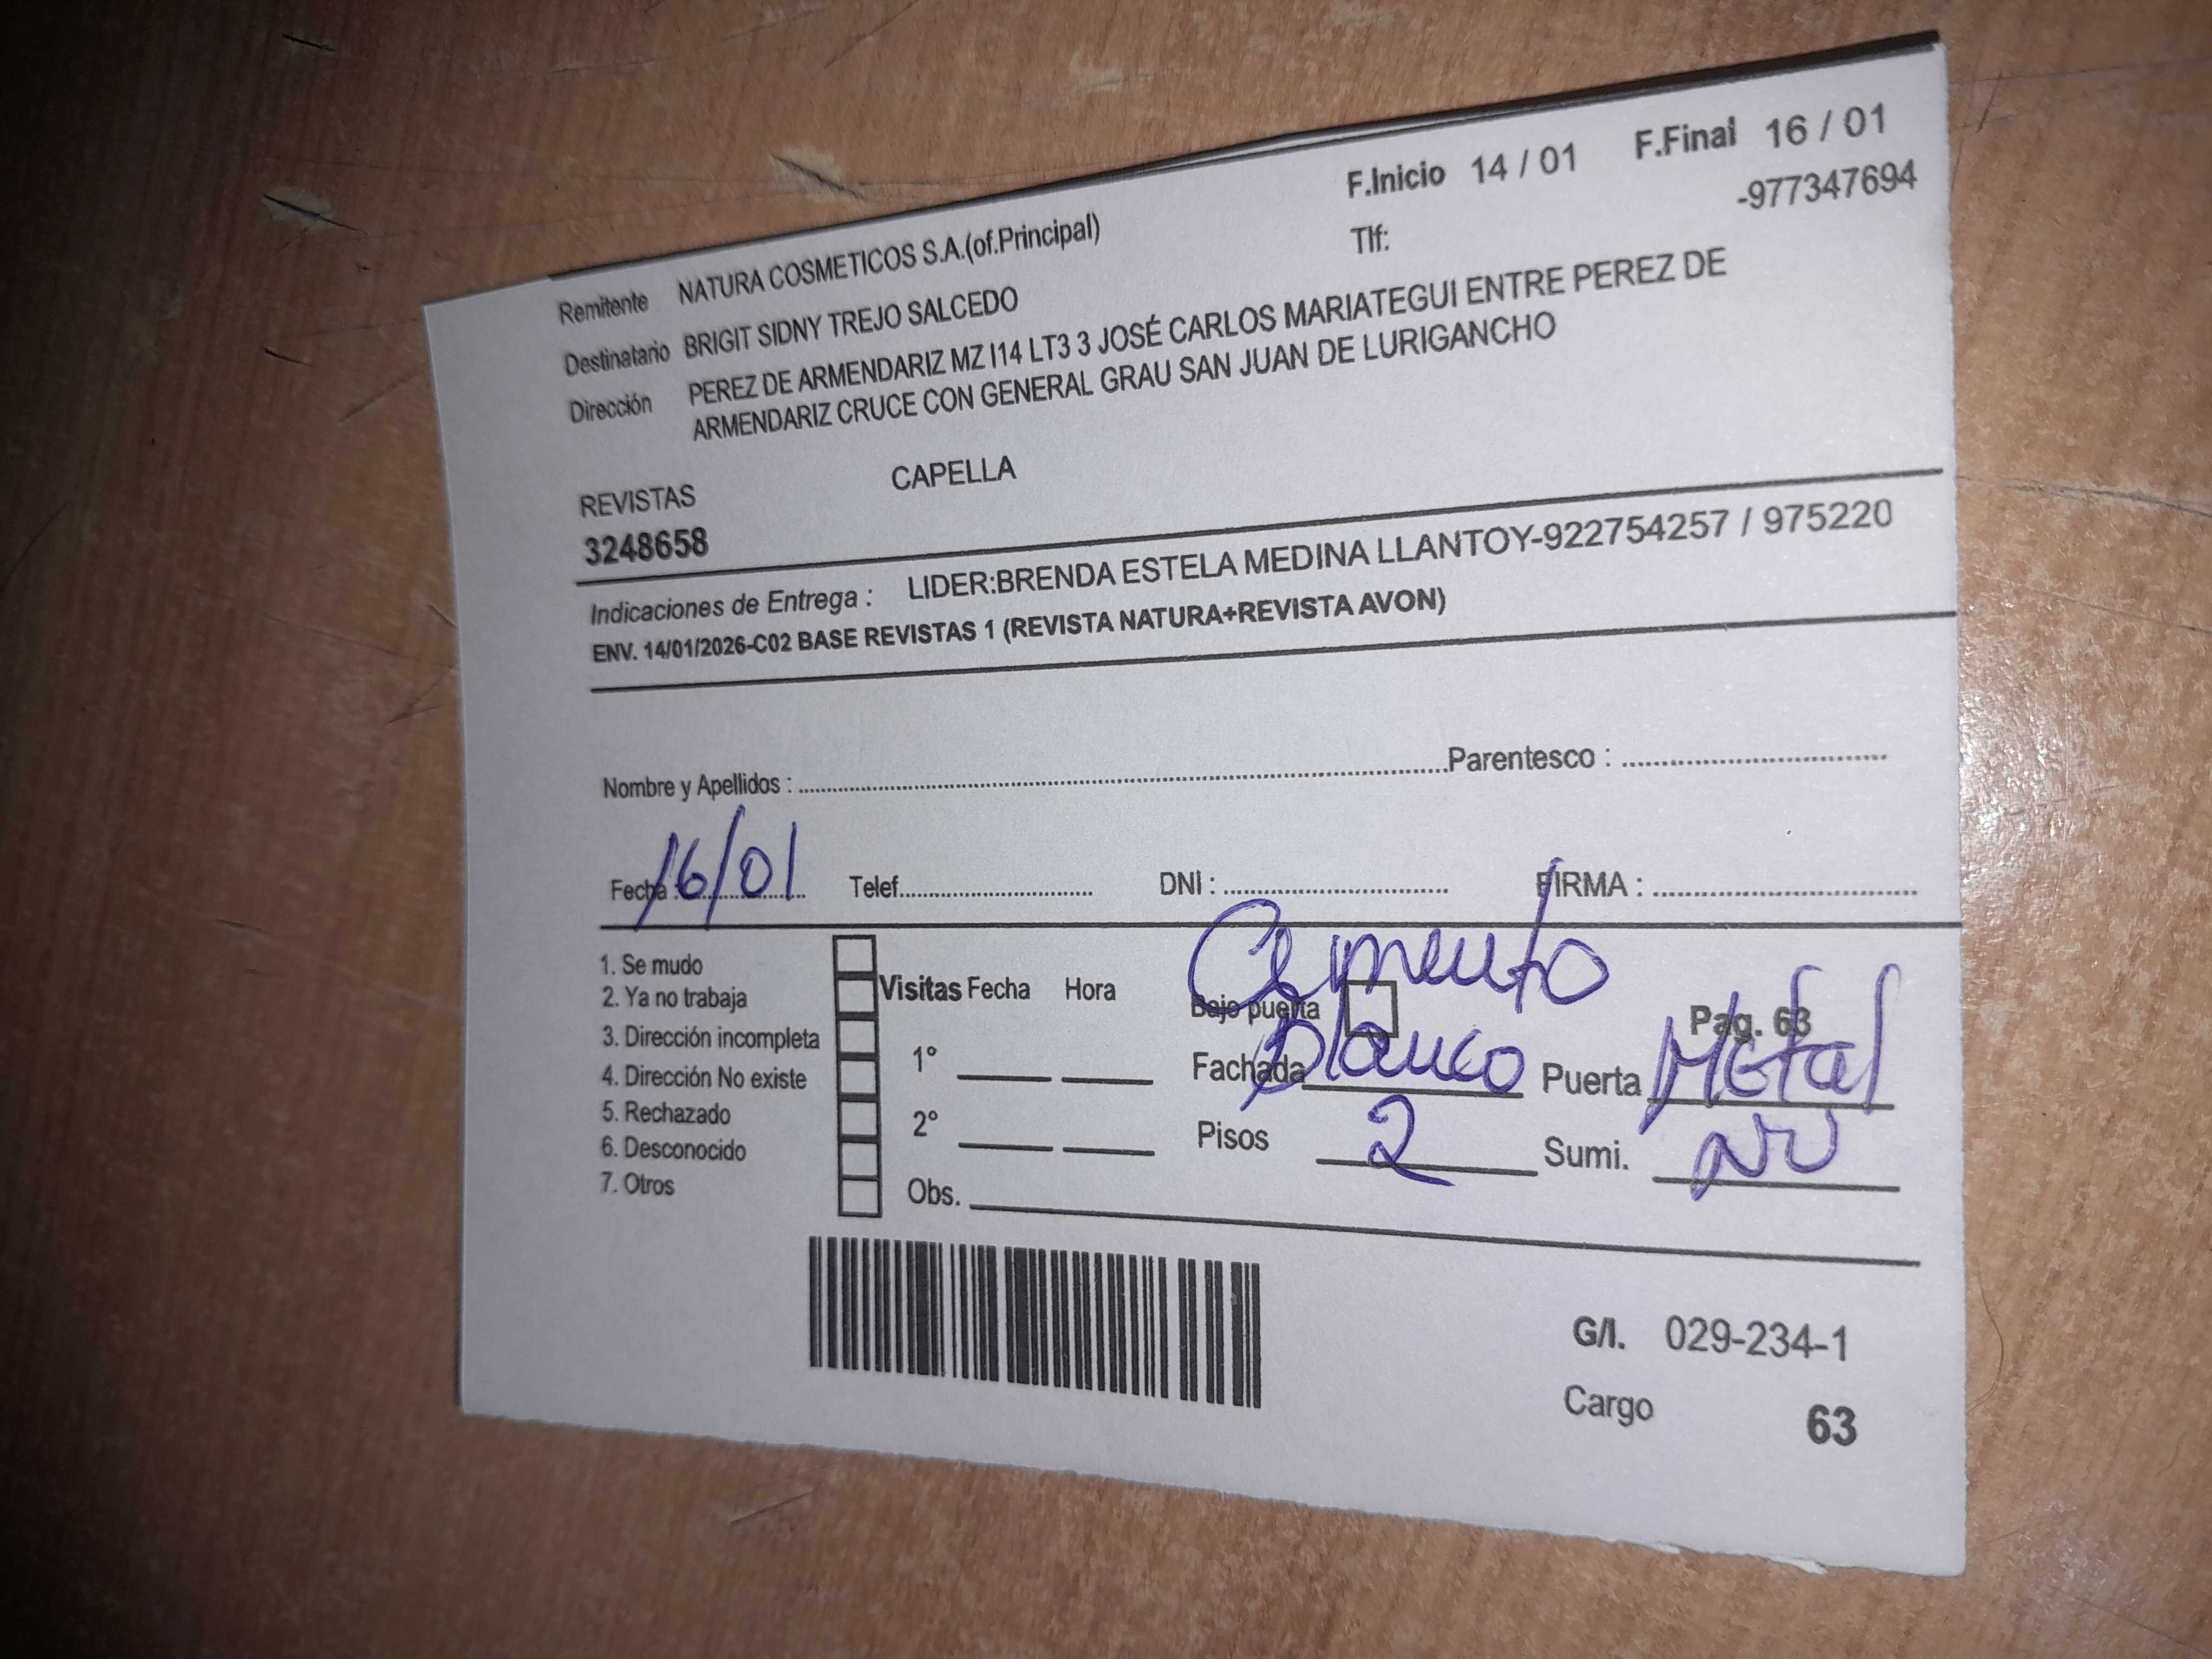 F.Inicio 14 / 01 F.Final 16 / 01
Remitente NATURA COSMETICOS S.A.(of.Principal) Tlf: -977347694
Destinatario BRIGIT SIDNY TREJO SALCEDO
Dirección PEREZ DE ARMENDARIZ MZ I14 LT3 3 JOSÉ CARLOS MARIATEGUI ENTRE PEREZ DE
ARMENDARIZ CRUCE CON GENERAL GRAU SAN JUAN DE LURIGANCHO
REVISTAS CAPELLA
3248658
Indicaciones de Entrega : LIDER:BRENDA ESTELA MEDINA LLANTOY-922754257 / 975220
ENV. 14/01/2026-C02 BASE REVISTAS 1 (REVISTA NATURA+REVISTA AVON)
Nombre y Apellidos : Parentesco :
Fecha : 16/01 Telef. DNI : FIRMA :
1. Se mudo
2. Ya no trabaja
3. Dirección incompleta
4. Dirección No existe
5. Rechazado
6. Desconocido
7. Otros
Visitas Fecha Hora
1°
2°
Obs.
Cemento
Bajo puerta Pag. 63
Fachada blanco Puerta Metal
Pisos 2 Sumi.
G/I. 029-234-1
Cargo 63